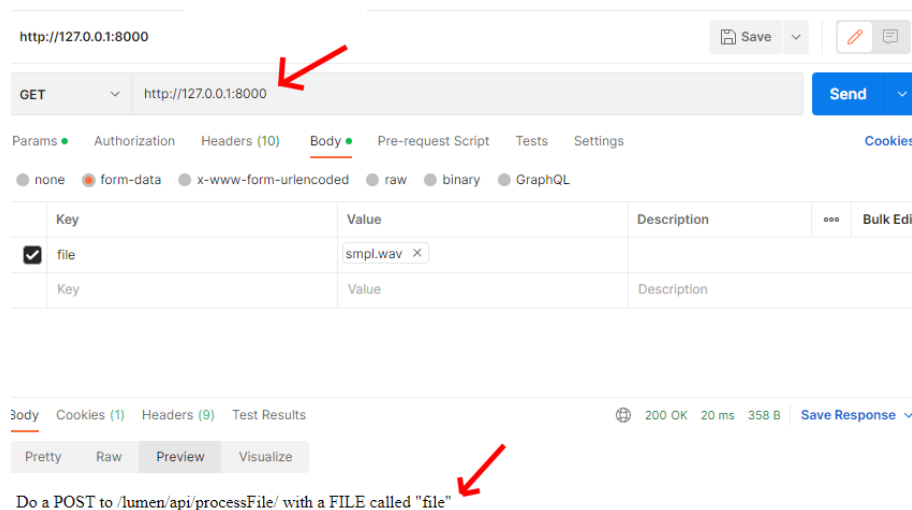 http://127.0.0.1:8000 Save
GET http://127.0.0.1:8000 Send
Params Authorization Headers (10) Body Pre-request Script Tests Settings Cookies
none form-data x-www-form-urlencoded raw binary GraphQL
Key Value Description ooo Bulk Edi
file smpl.wav
Key Value Description
Body Cookies (1) Headers (9) Test Results 200 OK 20 ms 358 B Save Response
Pretty Raw Preview Visualize
Do a POST to /lumen/api/processFile/ with a FILE called "file"